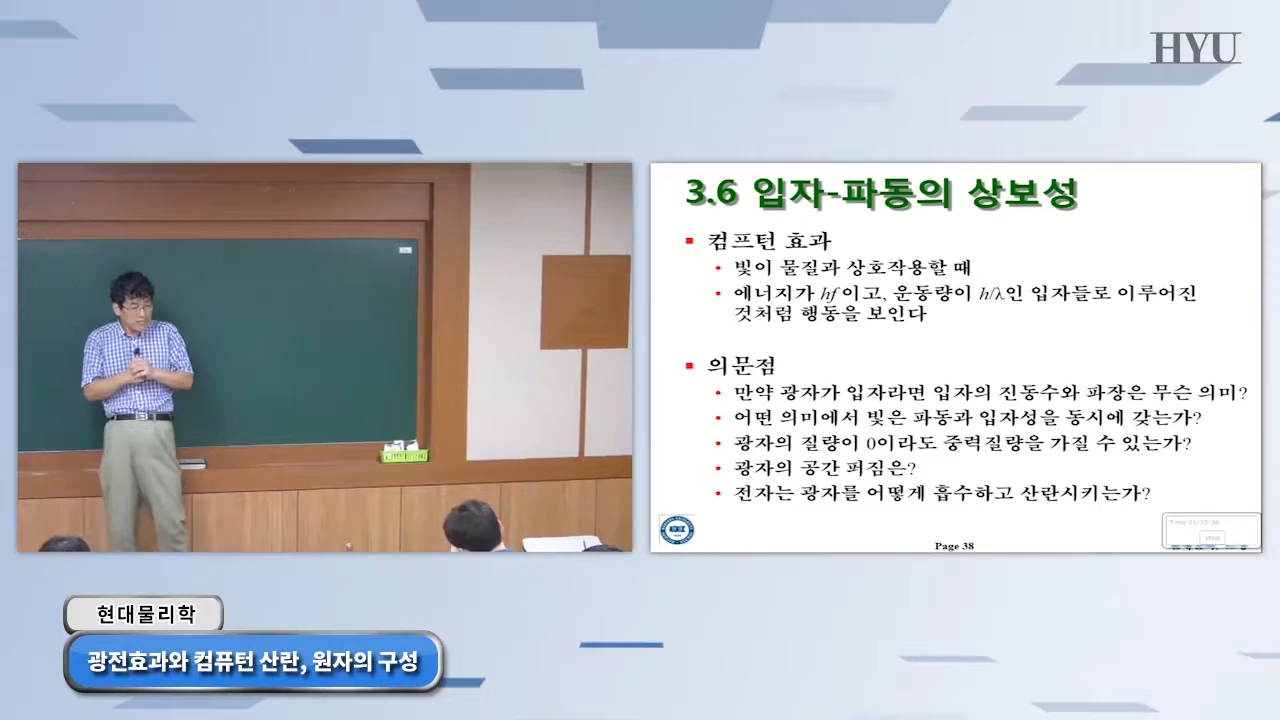 HYU
3.6 입자-파동의 상보성
컴프턴 효과
빛이 물질과 상호작용할 때
에너지가 hf 이고, 운동량이 h/λ인 입자들로 이루어진
것처럼 행동을 보인다
의문점
만약 광자가 입자라면 입자의 진동수와 파장은 무슨 의미?
어떤 의미에서 빛은 파동과 입자성을 동시에 갖는가?
광자의 질량이 0이라도 중력질량을 가질 수 있는가?
광자의 공간 퍼짐은?
전자는 광자를 어떻게 흡수하고 산란시키는가?
Page 38
현대물리학
광전효과와 컴퓨턴 산란, 원자의 구성